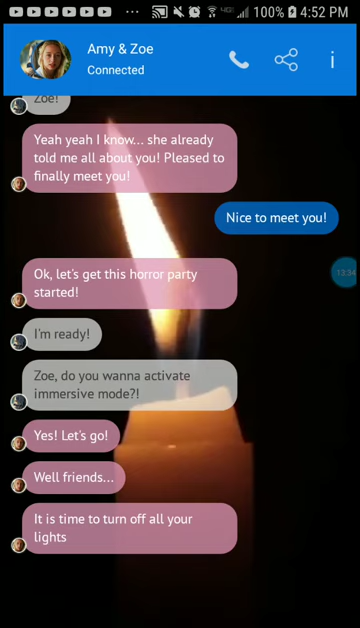 100% 4:52 PM
Amy & Zoe
Connected
Zoe!
Yeah yeah I know... she already
told me all about you! Pleased to
finally meet you!
Nice to meet you!
13:34
Ok, let's get this horror party
started!
I'm ready!
Zoe, do you wanna activate
immersive mode?!
Yes! Let's go!
Well friends...
It is time to turn off all your
lights